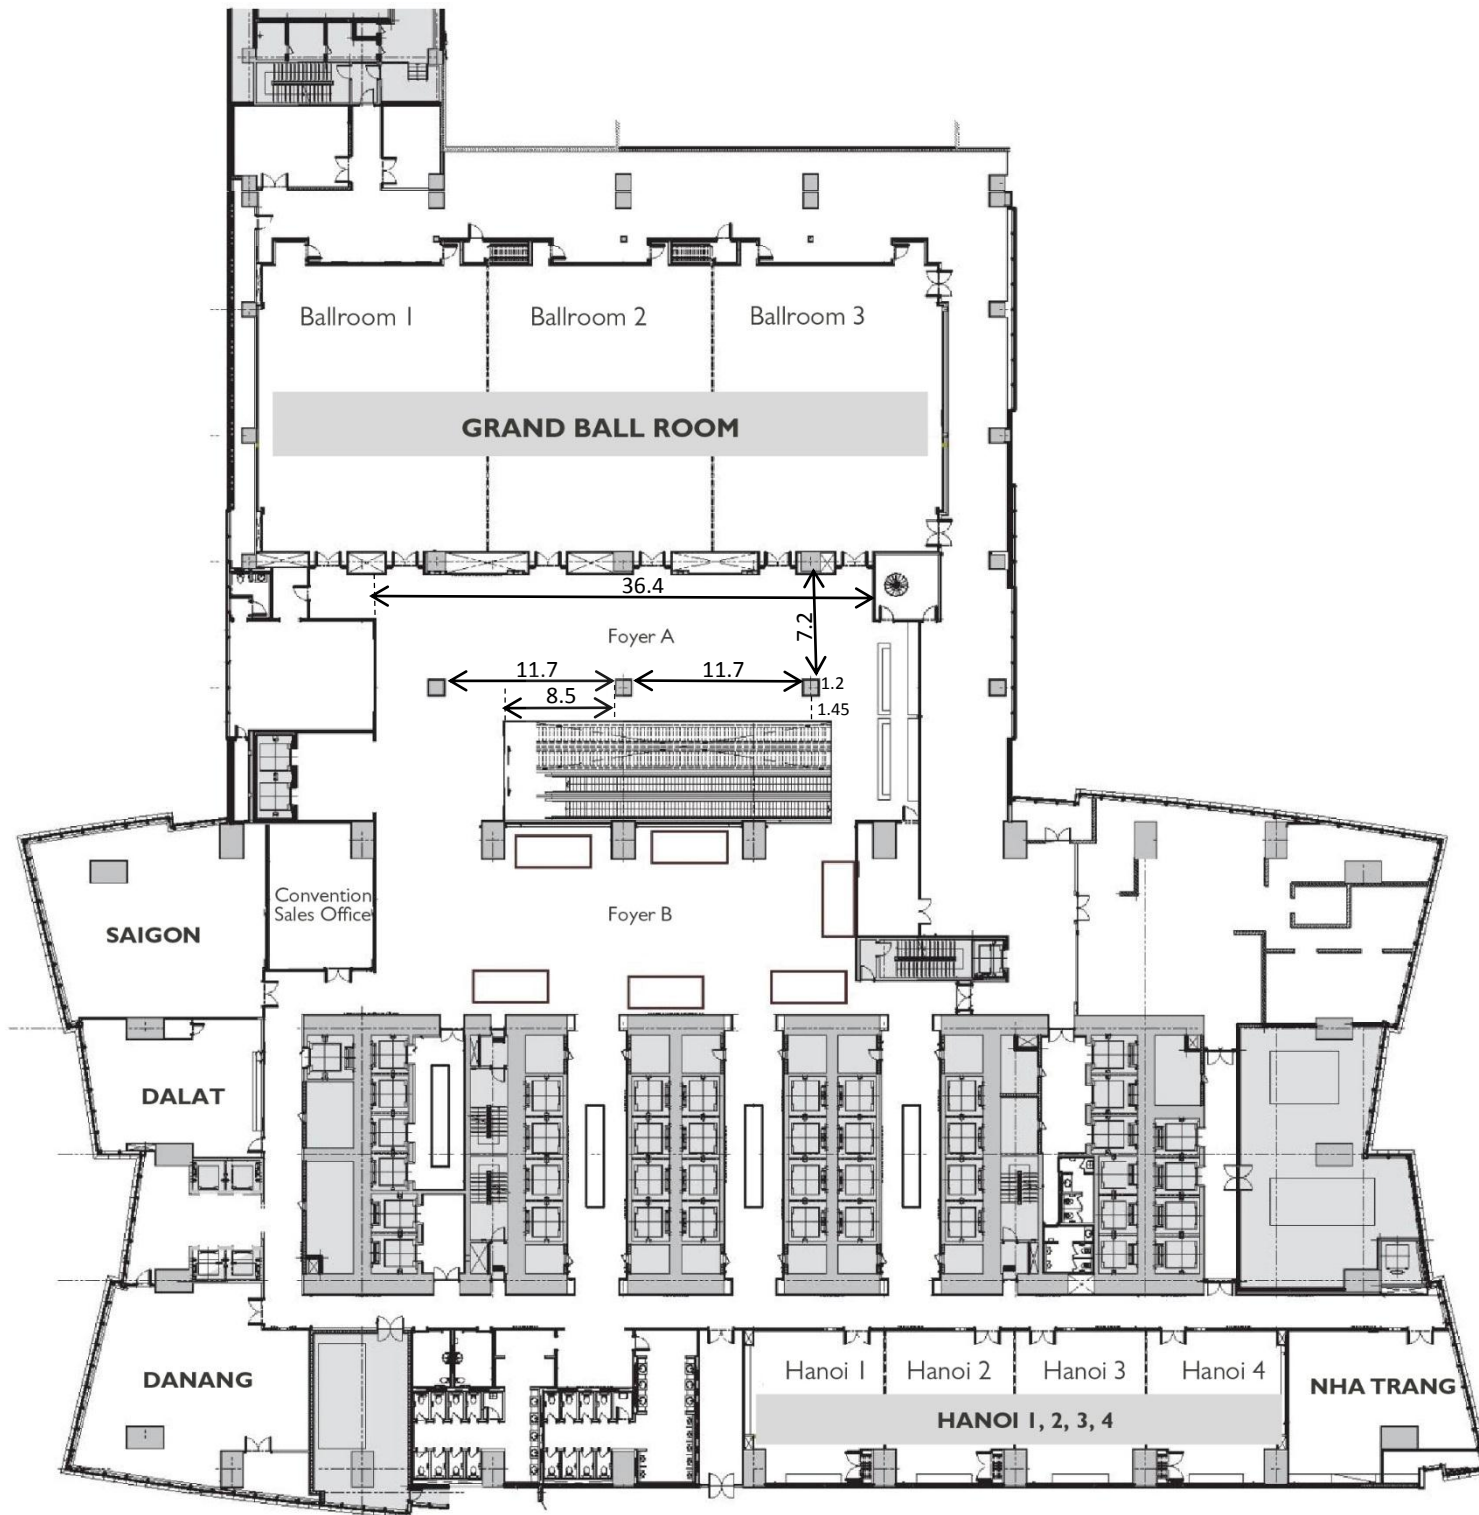 Ballroom 1
Ballroom 2
Ballroom 3
GRAND BALL ROOM
36.4
7.2
Foyer A
11.7
11.7
1.2
8.5
1.45
Convention
Sales Office
Foyer B
SAIGON
DALAT
DANANG
Hanoi 1
Hanoi 2
Hanoi 3
Hanoi 4
NHA TRANG
HANOI 1, 2, 3, 4